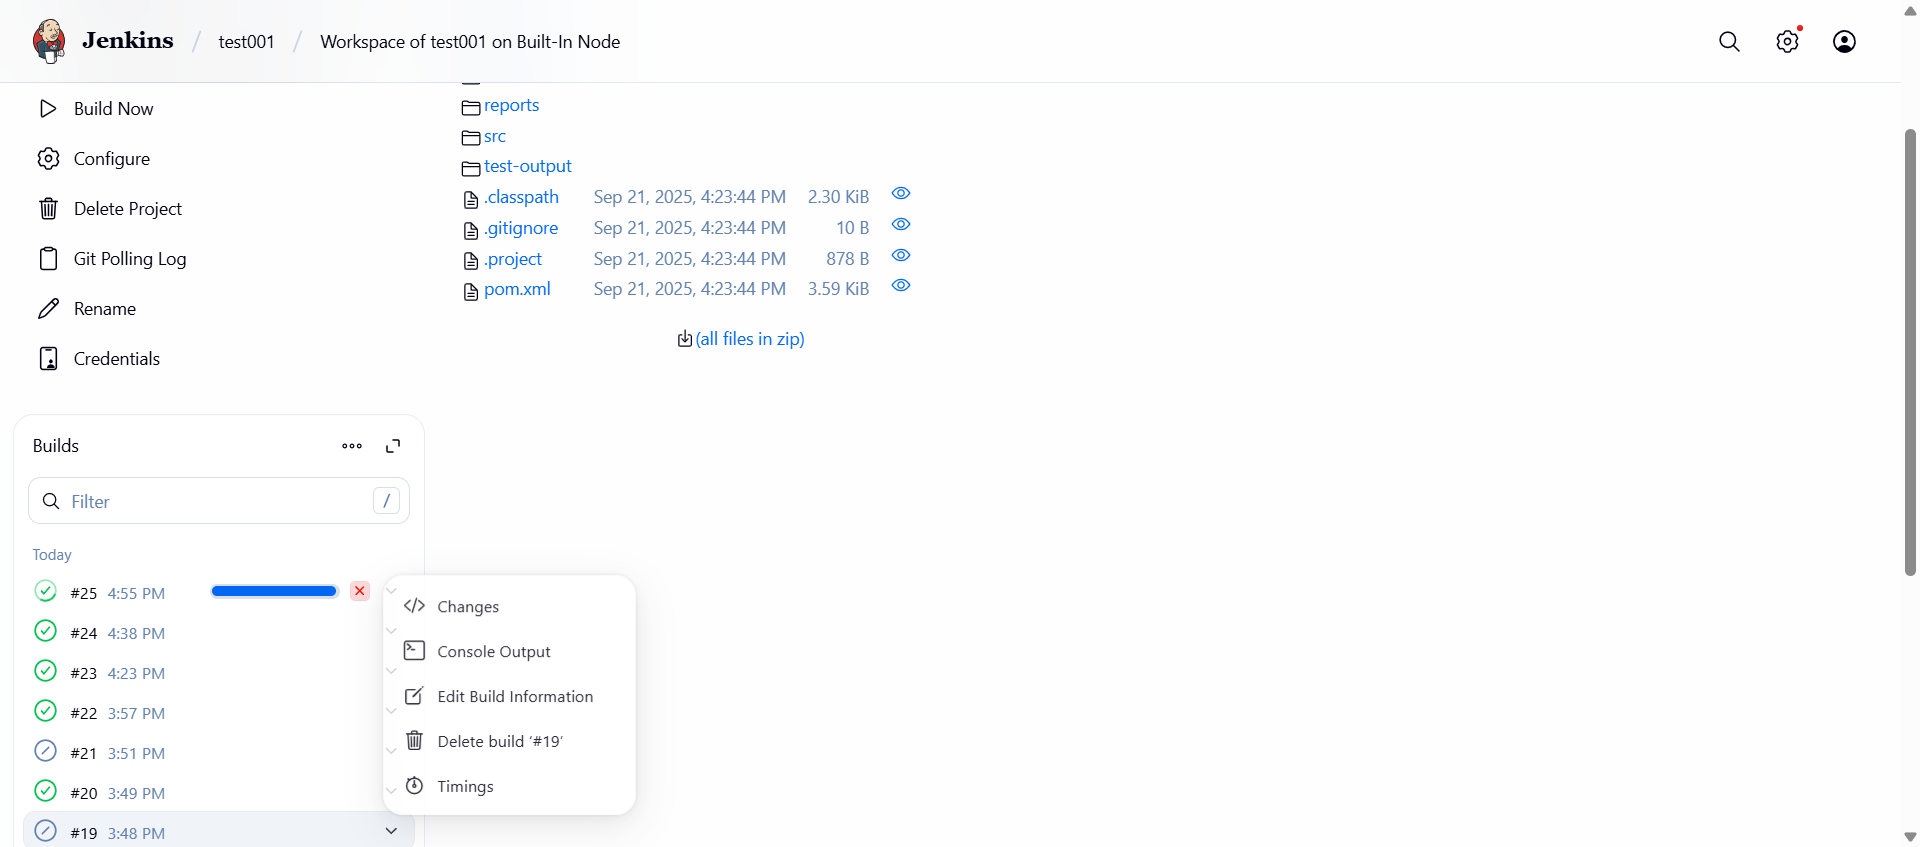 Jenkins / test001 / Workspace of test001 on Built-In Node
Build Now
Configure
Delete Project
Git Polling Log
Rename
Credentials
reports
src
test-output
.classpath Sep 21, 2025, 4:23:44 PM 2.30 KiB
.gitignore Sep 21, 2025, 4:23:44 PM 10 B
.project Sep 21, 2025, 4:23:44 PM 878 B
pom.xml Sep 21, 2025, 4:23:44 PM 3.59 KiB
(all files in zip)
Builds
Filter /
Today
#25 4:55 PM
#24 4:38 PM
#23 4:23 PM
#22 3:57 PM
#21 3:51 PM
#20 3:49 PM
#19 3:48 PM
Changes
Console Output
Edit Build Information
Delete build ‘#19’
Timings